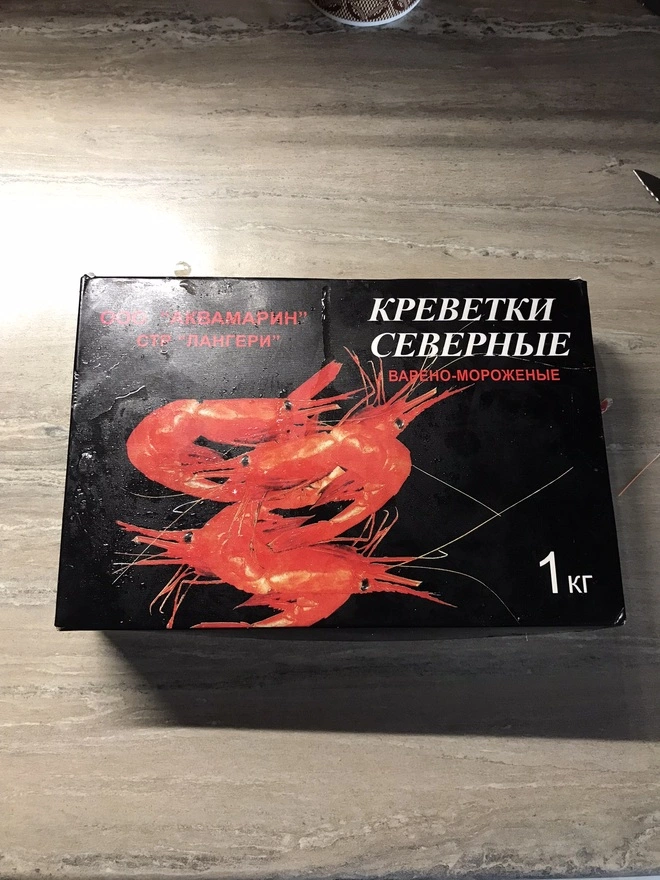 ООО "АКВАМАРИН"
СТР "ЛАНГЕРИ"
КРЕВЕТКИ
СЕВЕРНЫЕ
ВАРЕНО-МОРОЖЕНЫЕ
1 кг